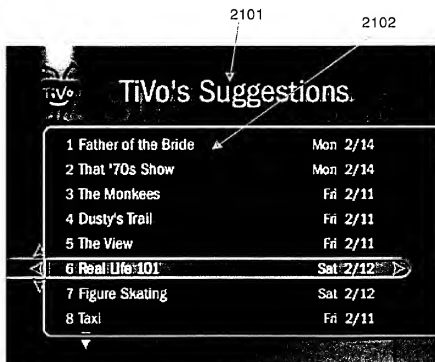 2101
2102
TiVo
TiVo's Suggestions
1 Father of the Bride Mon 2/14
2 That '70s Show Mon 2/14
3 The Monkees Fri 2/11
4 Dusty's Trail Fri 2/11
5 The View Fri 2/11
6 Real Life 101 Sat 2/12
7 Figure Skating Sat 2/12
8 Taxi Fri 2/11